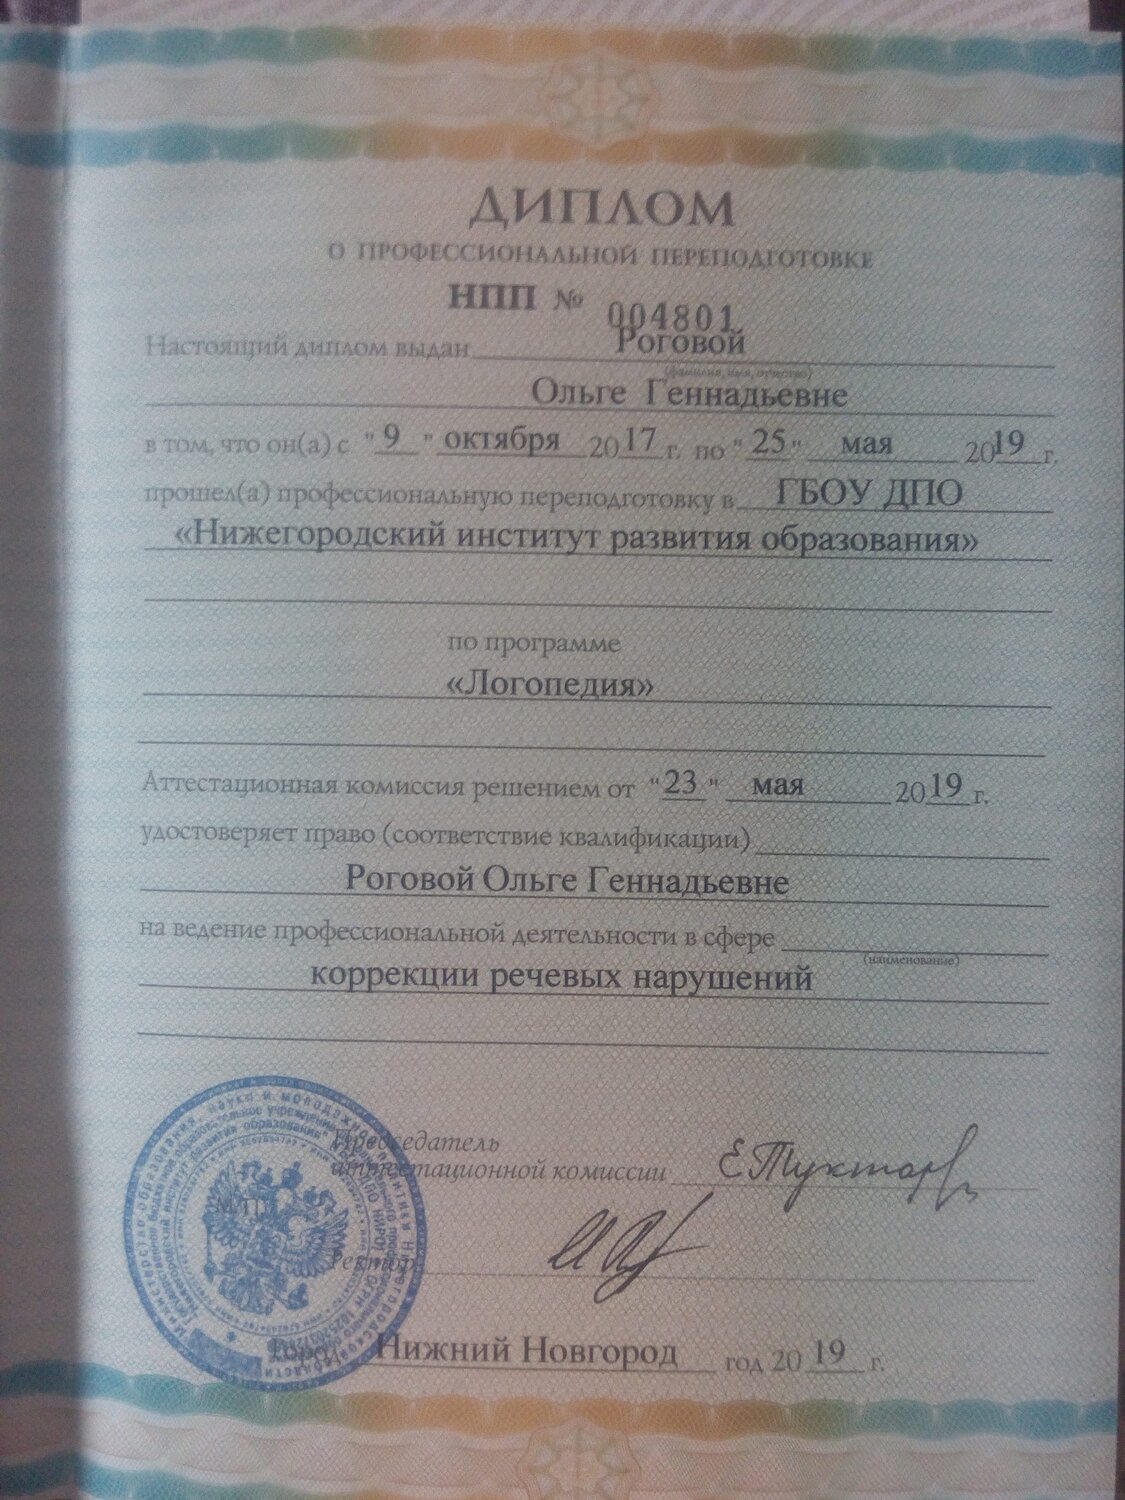 ДИПЛОМ
О ПРОФЕССИОНАЛЬНОЙ ПЕРЕПОДГОТОВКЕ
НПП № 004801
Настоящий диплом выдан Роговой
(фамилия, имя, отчество)
Ольге Геннадьевне
в том, что он(а) с "9" октября 2017 г. по "25" мая 2019 г.
прошел(а) профессиональную переподготовку в ГБОУ ДПО
«Нижегородский институт развития образования»
по программе
«Логопедия»
Аттестационная комиссия решением от "23" мая 2019 г.
удостоверяет право (соответствие квалификации)
Роговой Ольге Геннадьевне
на ведение профессиональной деятельности в сфере
(наименование)
коррекции речевых нарушений
Председатель
аттестационной комиссии
М.П.
Ректор
Город Нижний Новгород год 2019 г.